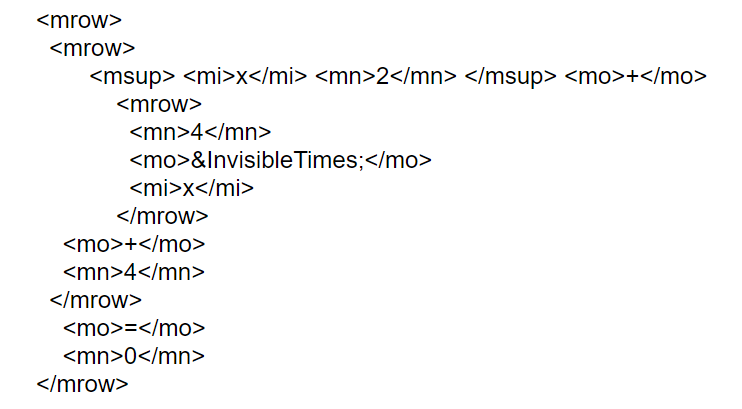 <mrow>
<mrow>
<msup> <mi>x</mi> <mn>2</mn> </msup> <mo>+</mo>
<mrow>
<mn>4</mn>
<mo>&InvisibleTimes;</mo>
<mi>x</mi>
</mrow>
<mo>+</mo>
<mn>4</mn>
</mrow>
<mo>=</mo>
<mn>0</mn>
</mrow>